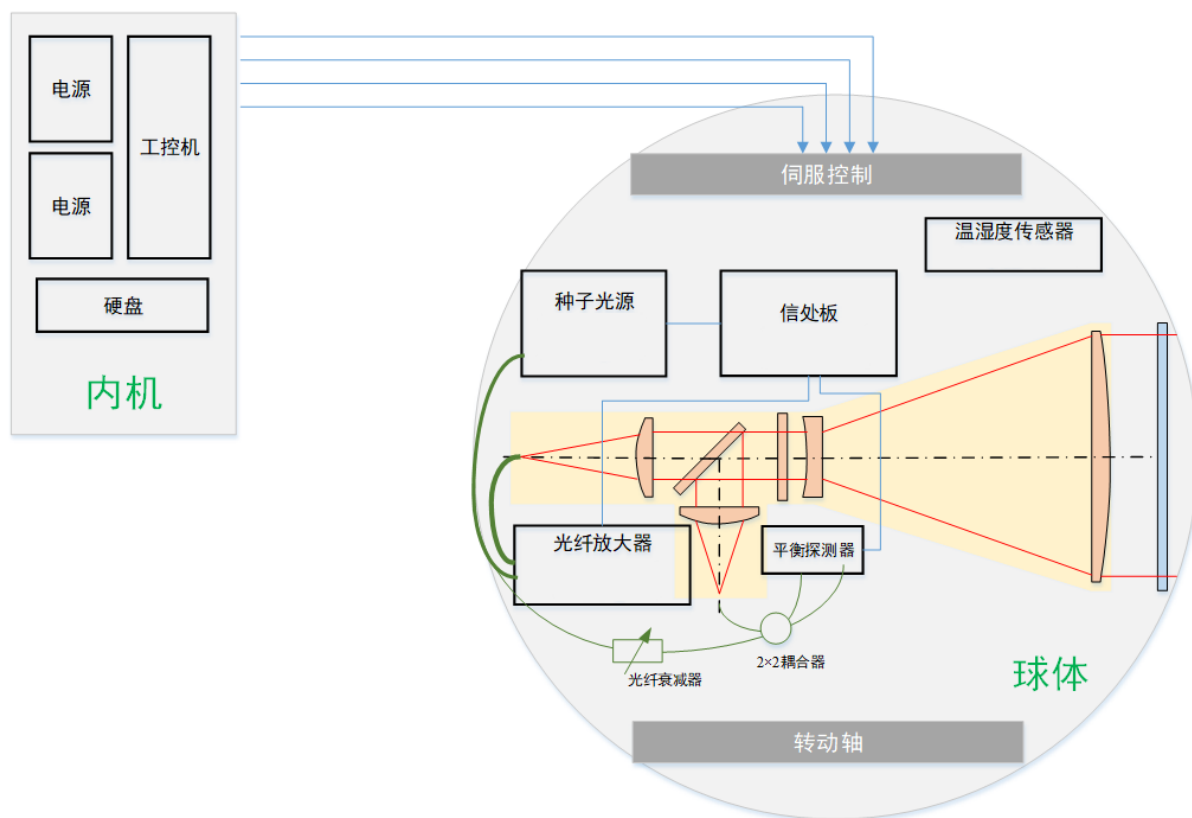 电源
工控机
电源
硬盘
内机
伺服控制
温湿度传感器
种子光源
信处板
光纤放大器
平衡探测器
2×2耦合器
光纤衰减器
球体
转动轴